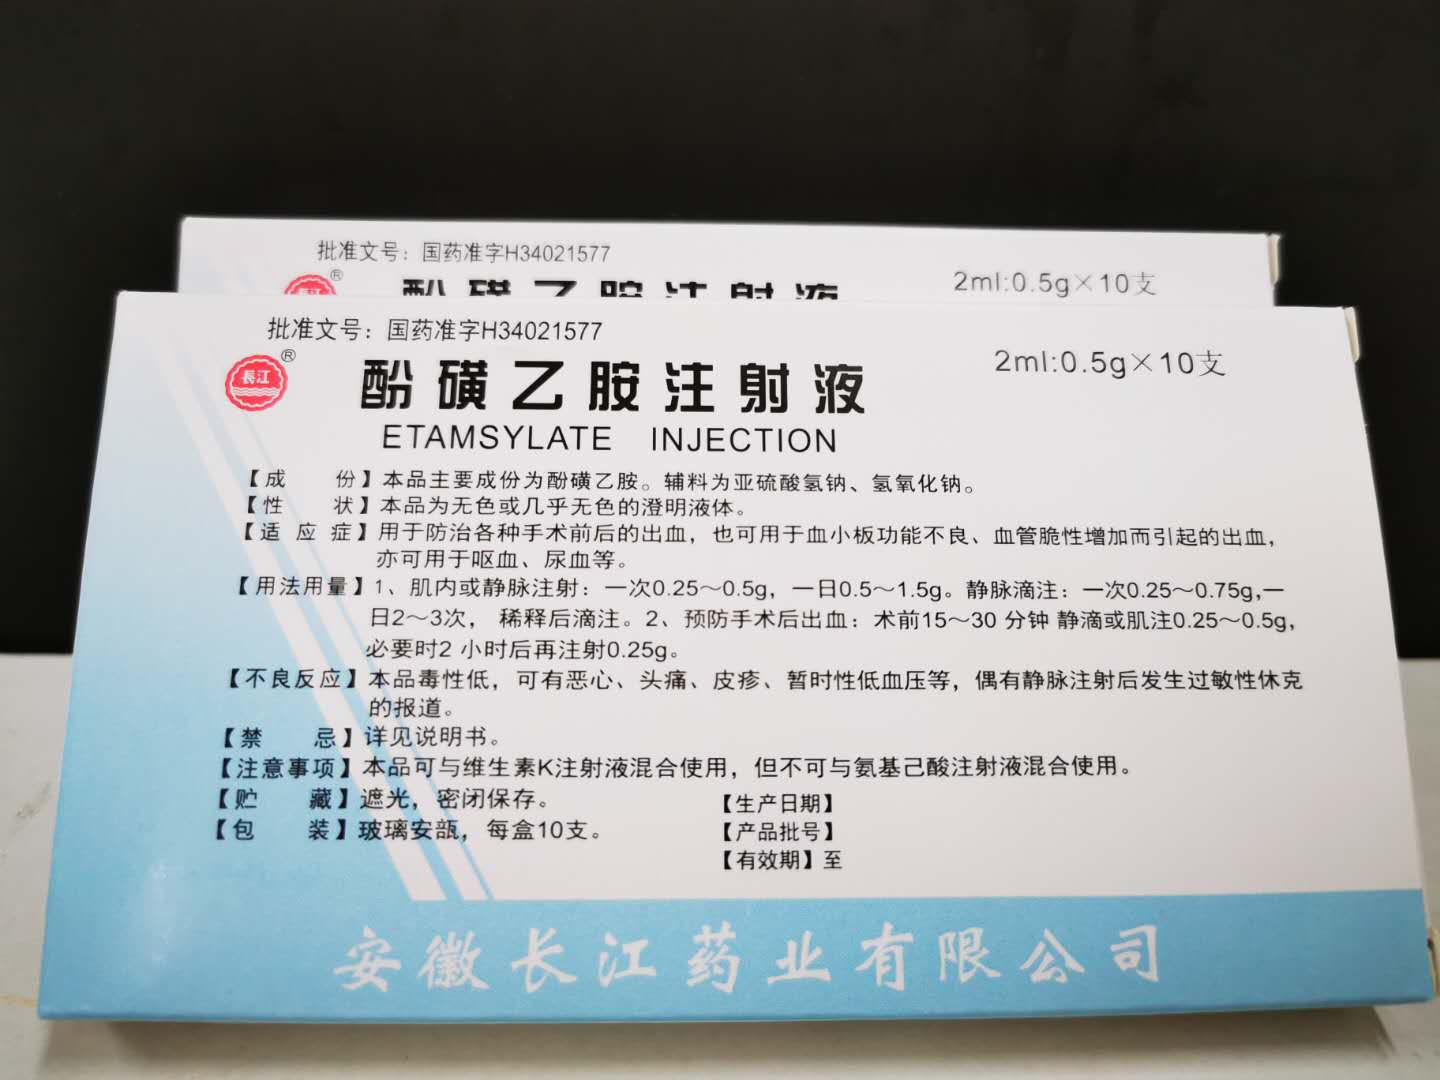 批准文号：国药准字H34021577
®
長江
酚磺乙胺注射液
2ml:0.5g×10支
批准文号：国药准字H34021577
®
長江
酚磺乙胺注射液
2ml:0.5g×10支
ETAMSYLATE INJECTION
【成 份】本品主要成份为酚磺乙胺。辅料为亚硫酸氢钠、氢氧化钠。
【性 状】本品为无色或几乎无色的澄明液体。
【适 应 症】用于防治各种手术前后的出血，也可用于血小板功能不良、血管脆性增加而引起的出血，
亦可用于呕血、尿血等。
【用法用量】1、肌内或静脉注射：一次0.25～0.5g，一日0.5～1.5g。静脉滴注：一次0.25～0.75g,一
日2～3次， 稀释后滴注。2、预防手术后出血：术前15～30 分钟 静滴或肌注0.25～0.5g，
必要时2 小时后再注射0.25g。
【不良反应】本品毒性低，可有恶心、头痛、皮疹、暂时性低血压等，偶有静脉注射后发生过敏性休克
的报道。
【禁 忌】详见说明书。
【注意事项】本品可与维生素K注射液混合使用，但不可与氨基己酸注射液混合使用。
【贮 藏】遮光，密闭保存。
【包 装】玻璃安瓿，每盒10支。
【生产日期】
【产品批号】
【有效期】至
安徽长江药业有限公司